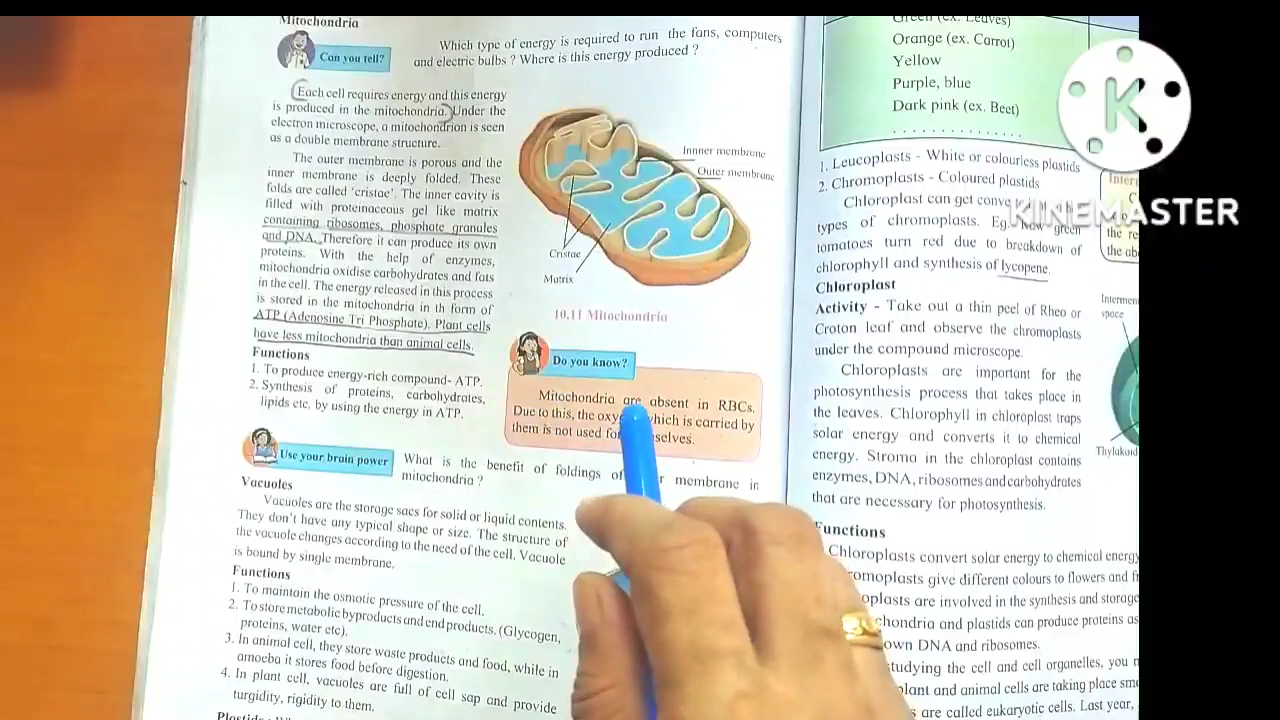 Mitochondria
Can you tell?
Which type of energy is required to run the fans, computers
and electric bulbs ? Where is this energy produced ?
Each cell requires energy and this energy
is produced in the mitochondria. Under the
electron microscope, a mitochondrion is seen
as a double membrane structure.
The outer membrane is porous and the
inner membrane is deeply folded. These
folds are called 'cristae'. The inner cavity is
filled with proteinaceous gel like matrix
containing ribosomes, phosphate granules
and DNA. Therefore it can produce its own
proteins. With the help of enzymes,
mitochondria oxidise carbohydrates and fats
in the cell. The energy released in this process
is stored in the mitochondria in th form of
ATP (Adenosine Tri Phosphate). Plant cells
have less mitochondria than animal cells.
Functions
1. To produce energy-rich compound- ATP.
2. Synthesis of proteins, carbohydrates,
lipids etc. by using the energy in ATP.
Innner membrane
Outer membrane
Cristae
Matrix
10.11 Mitochondria
Do you know?
Mitochondria are absent in RBCs.
Due to this, the which is carried by
them is not used
Use your brain power
What is the benefit of foldings membrane in
mitochondria ?
Vacuoles
Vacuoles are the storage sacs for solid or liquid contents.
They don't have any typical shape or size. The structure of
the vacuole changes according to the need of the cell. Vacuole
is bound by single membrane.
Functions
1. To maintain the osmotic pressure of the cell.
2. To store metabolic byproducts and end products. (Glycogen,
proteins, water etc).
3. In animal cell, they store waste products and food, while in
amoeba it stores food before digestion.
4. In plant cell, vacuoles are full of cell sap and provide
turgidity, rigidity to them.
Green (ex. Leaves)
Orange (ex. Carrot)
Yellow
Purple, blue
Dark pink (ex. Beet)
1. Leucoplasts - White or colourless plastids
2. Chromoplasts - Coloured plastids
Chloroplast can get
types of chromoplasts. Eg. green
tomatoes turn red due to breakdown of
chlorophyll and synthesis of lycopene.
Chloroplast
Activity - Take out a thin peel of Rheo or
Croton leaf and observe the chromoplasts
under the compound microscope.
Chloroplasts are important for the
photosynthesis process that takes place in
the leaves. Chlorophyll in chloroplast traps
solar energy and converts it to chemical
energy. Stroma in the chloroplast contains
enzymes, DNA, ribosomes and carbohydrates
that are necessary for photosynthesis.
Functions
Chloroplasts convert solar energy to chemical energy
give different colours to flowers and
are involved in the synthesis and storage
and plastids can produce proteins as
own DNA and ribosomes.
the cell and cell organelles, you
plant and animal cells are taking place
are called eukaryotic cells. Last year,
space
Thylakoid
the re
the abo
K
KINEMASTER